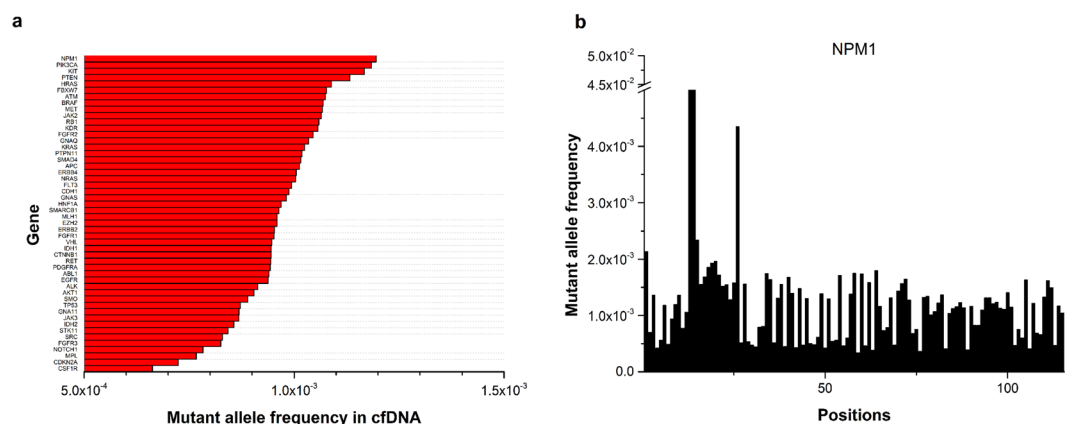 a
NPM1
PIK3CA
KIT
PTEN
HRAS
FBXW7
ATM
BRAF
MET
JAK2
RB1
KDR
FGFR2
GNAQ
KRAS
PTPN11
SMAD4
APC
ERBB4
NRAS
FLT3
CDH1
GNAS
HNF1A
SMARCB1
MLH1
EZH2
ERBB2
FGFR1
VHL
IDH1
CTNNB1
RET
PDGFRA
ABL1
EGFR
ALK
AKT1
SMO
TP53
GNA11
JAK3
IDH2
STK11
SRC
FGFR3
NOTCH1
MPL
CDKN2A
CSF1R
Gene
5.0x10⁻⁴ 1.0x10⁻³ 1.5x10⁻³
Mutant allele frequency in cfDNA
b
NPM1
5.0x10⁻²
4.5x10⁻²
4.0x10⁻³
3.0x10⁻³
2.0x10⁻³
1.0x10⁻³
0.0
Mutant allele frequency
50 100
Positions